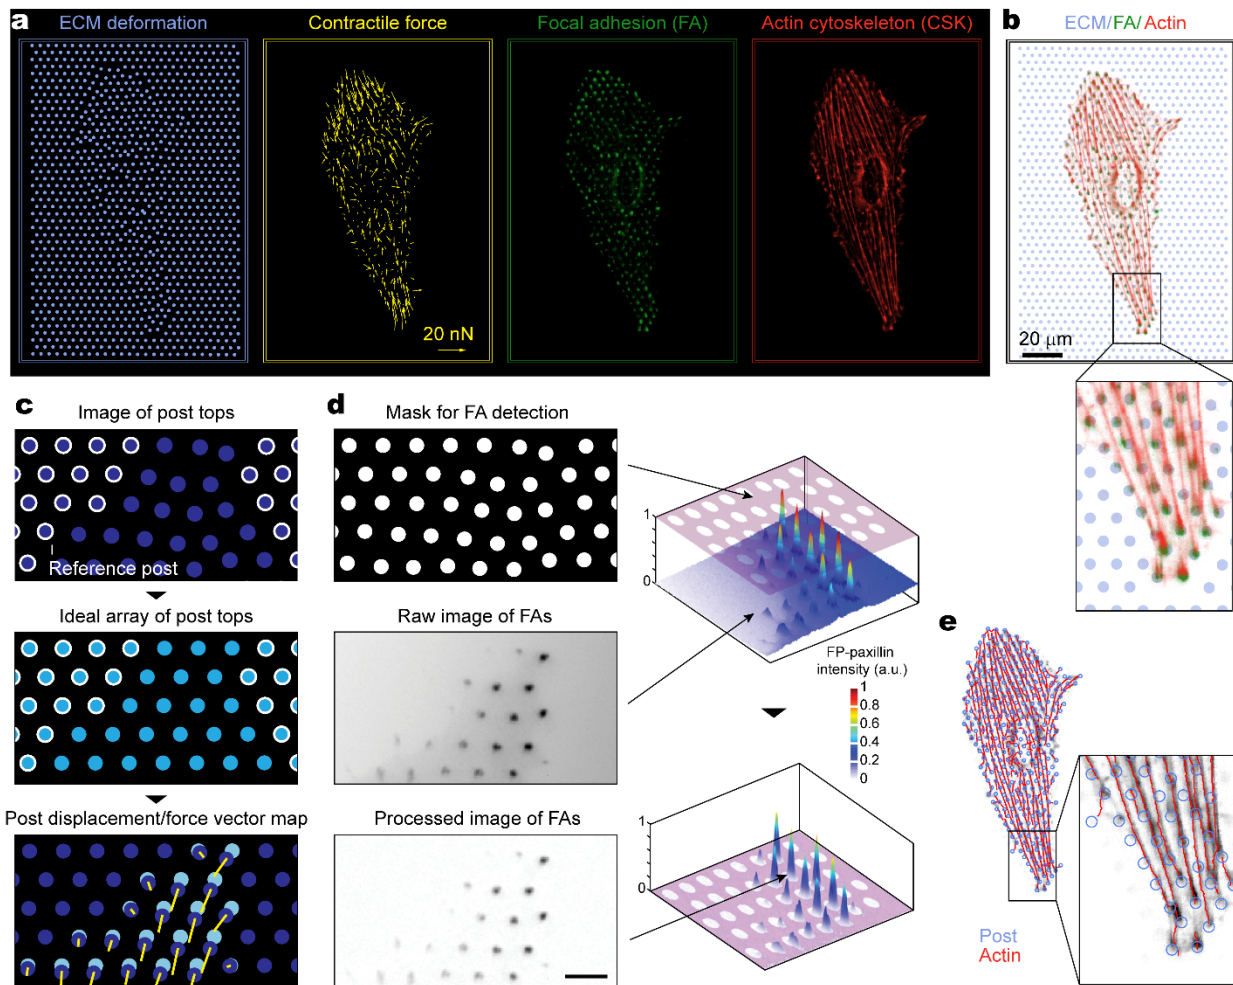 a
ECM deformation
Contractile force
Focal adhesion (FA)
Actin cytoskeleton (CSK)
20 nN
b
ECM/FA/Actin
20 μm
c
Image of post tops
Reference post
Ideal array of post tops
Post displacement/force vector map
d
Mask for FA detection
Raw image of FAs
Processed image of FAs
1
0
FP-paxillin
intensity (a.u.)
1
0.8
0.6
0.4
0.2
0
1
0
e
Post
Actin